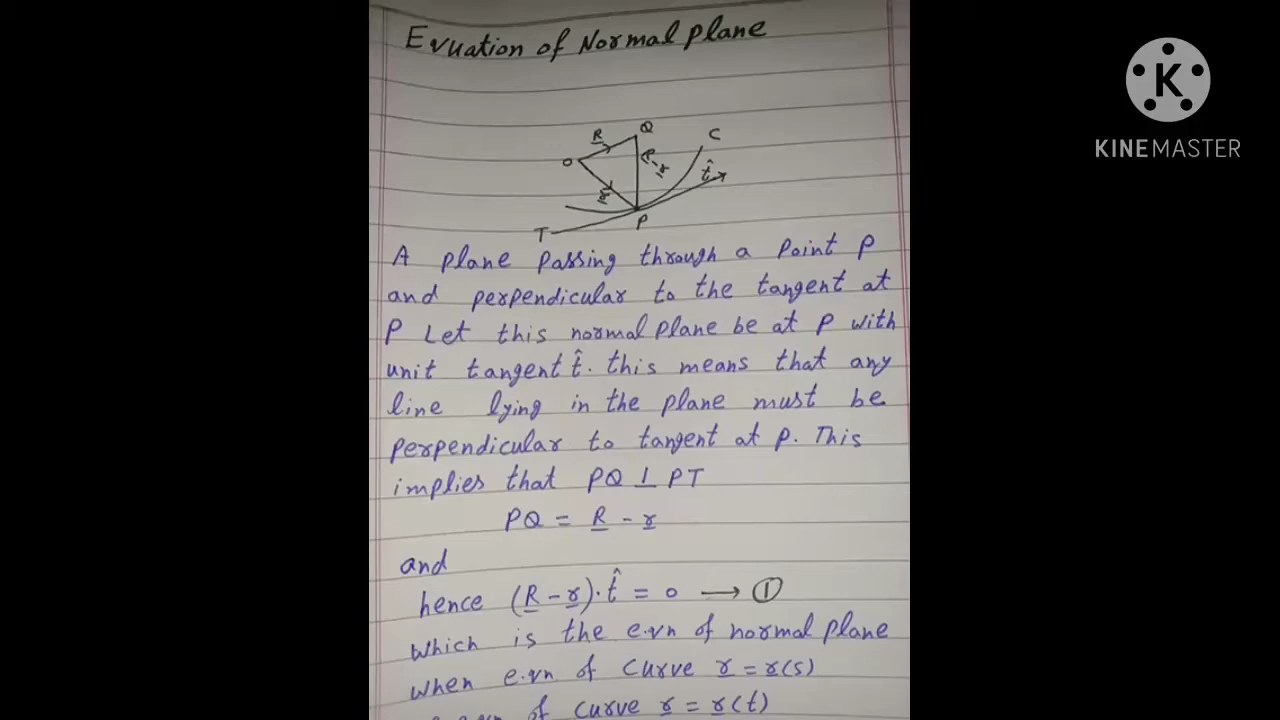 Evuation of Normal Plane
R
Q
C
O
R-r
t̂
r
P
T
A plane passing through a point P
and perpendicular to the tangent at
P Let this normal plane be at P with
unit tangent t̂. this means that any
line lying in the plane must be
perpendicular to tangent at P. This
implies that PQ ⊥ PT
PQ = R - r
and
hence (R - r)·t̂ = 0 → ①
Which is the e.vn of normal plane
When e.qn of curve r = r(s)
of curve r = r(t)
K
KINEMASTER